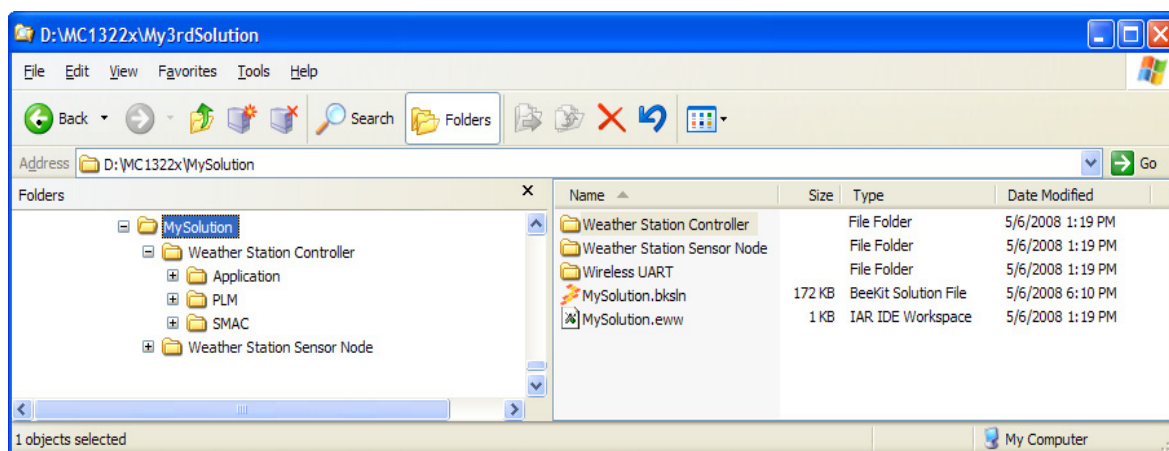 D:\MC1322x\My3rdSolution
File Edit View Favorites Tools Help
Back Search Folders
Address D:\MC1322x\MySolution Go
Folders x Name Size Type Date Modified
MySolution
Weather Station Controller
Application
PLM
SMAC
Weather Station Sensor Node
Weather Station Controller File Folder 5/6/2008 1:19 PM
Weather Station Sensor Node File Folder 5/6/2008 1:19 PM
Wireless UART File Folder 5/6/2008 1:19 PM
MySolution.bksln 172 KB BeeKit Solution File 5/6/2008 6:10 PM
MySolution.eww 1 KB IAR IDE Workspace 5/6/2008 1:19 PM
1 objects selected My Computer